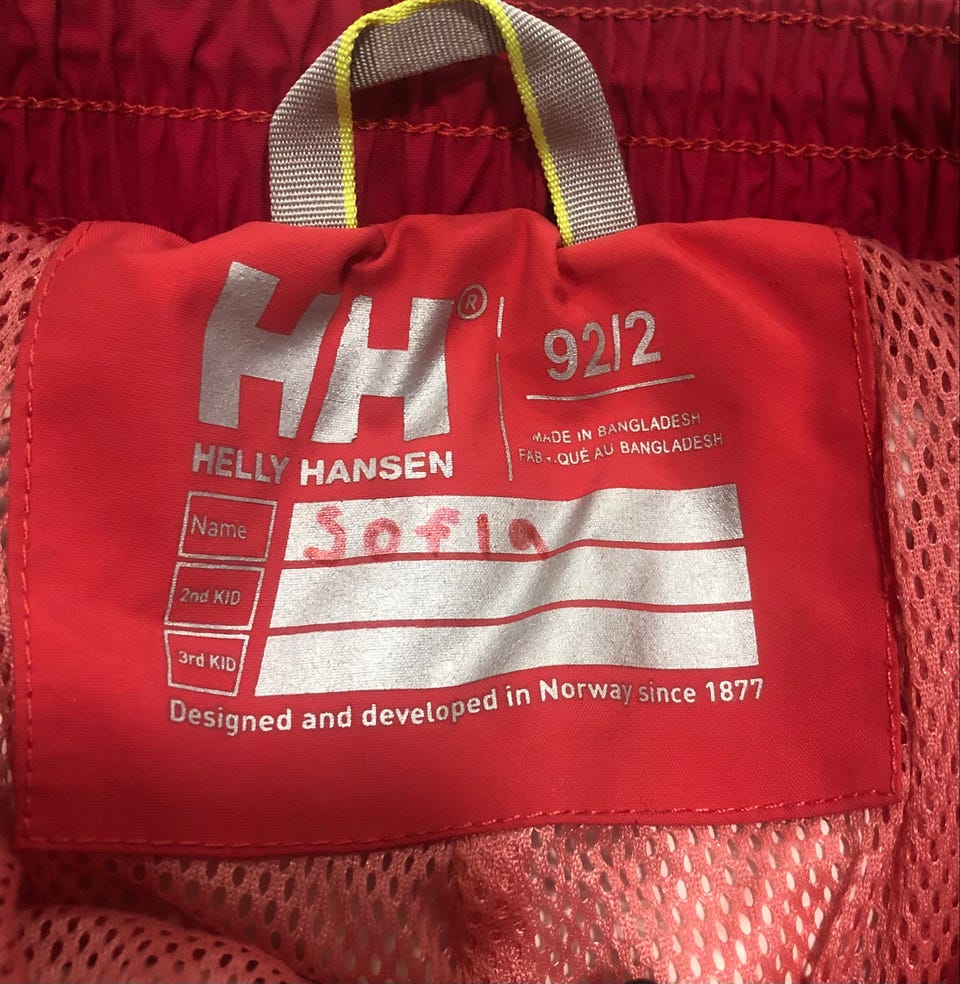 HH®
HELLY HANSEN
92/2
MADE IN BANGLADESH
FABRIQUÉ AU BANGLADESH
Name Sofia
2nd KID
3rd KID
Designed and developed in Norway since 1877